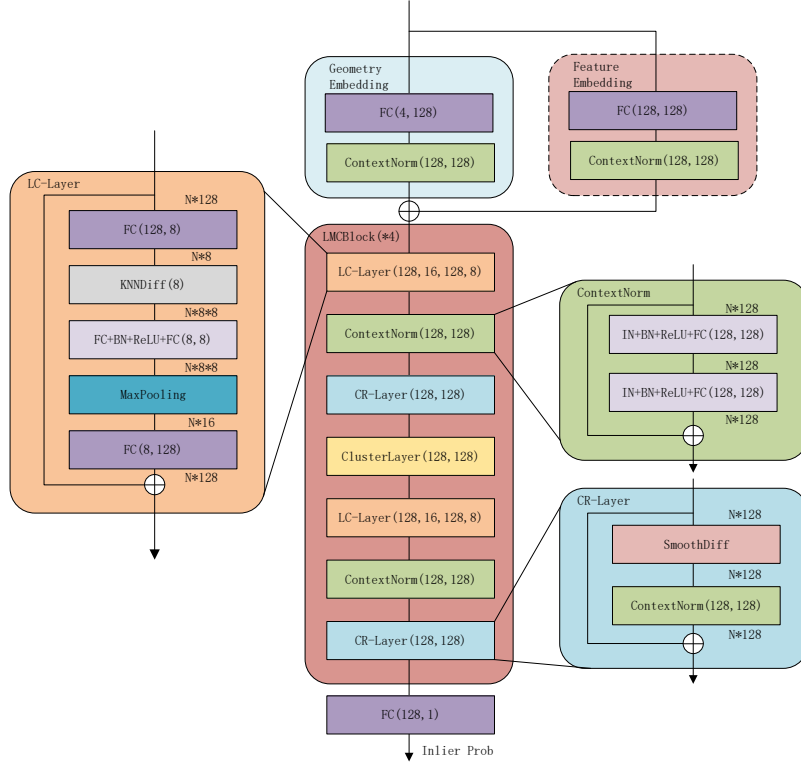 Geometry
Embedding
FC(4,128)
ContextNorm(128,128)
Feature
Embedding
FC(128,128)
ContextNorm(128,128)
LC-Layer
N*128
FC(128,8)
N*8
KNNDiff(8)
N*8*8
FC+BN+ReLU+FC(8,8)
N*8*8
MaxPooling
N*16
FC(8,128)
N*128
LMCBlock(*4)
LC-Layer(128,16,128,8)
ContextNorm(128,128)
CR-Layer(128,128)
ClusterLayer(128,128)
LC-Layer(128,16,128,8)
ContextNorm(128,128)
CR-Layer(128,128)
FC(128,1)
Inlier Prob
ContextNorm
N*128
IN+BN+ReLU+FC(128,128)
N*128
IN+BN+ReLU+FC(128,128)
N*128
CR-Layer
N*128
SmoothDiff
N*128
ContextNorm(128,128)
N*128